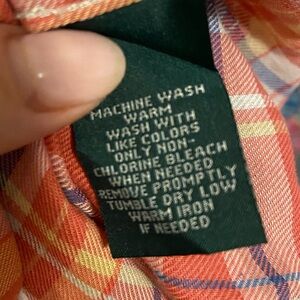 MACHINE WASH
WARM
WASH WITH
LIKE COLORS
ONLY NON-
CHLORINE BLEACH
WHEN NEEDED
REMOVE PROMPTLY
TUMBLE DRY LOW
WARM IRON
IF NEEDED